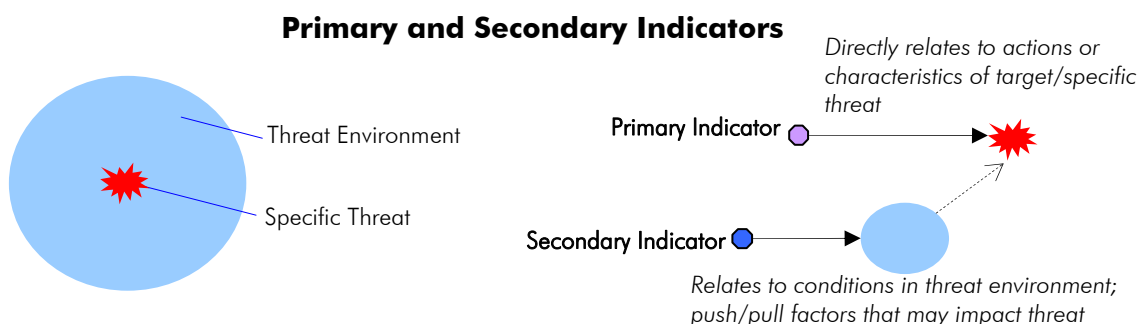 Primary and Secondary Indicators
Threat Environment
Specific Threat
Directly relates to actions or
characteristics of target/specific
threat
Primary Indicator
Secondary Indicator
Relates to conditions in threat environment;
push/pull factors that may impact threat